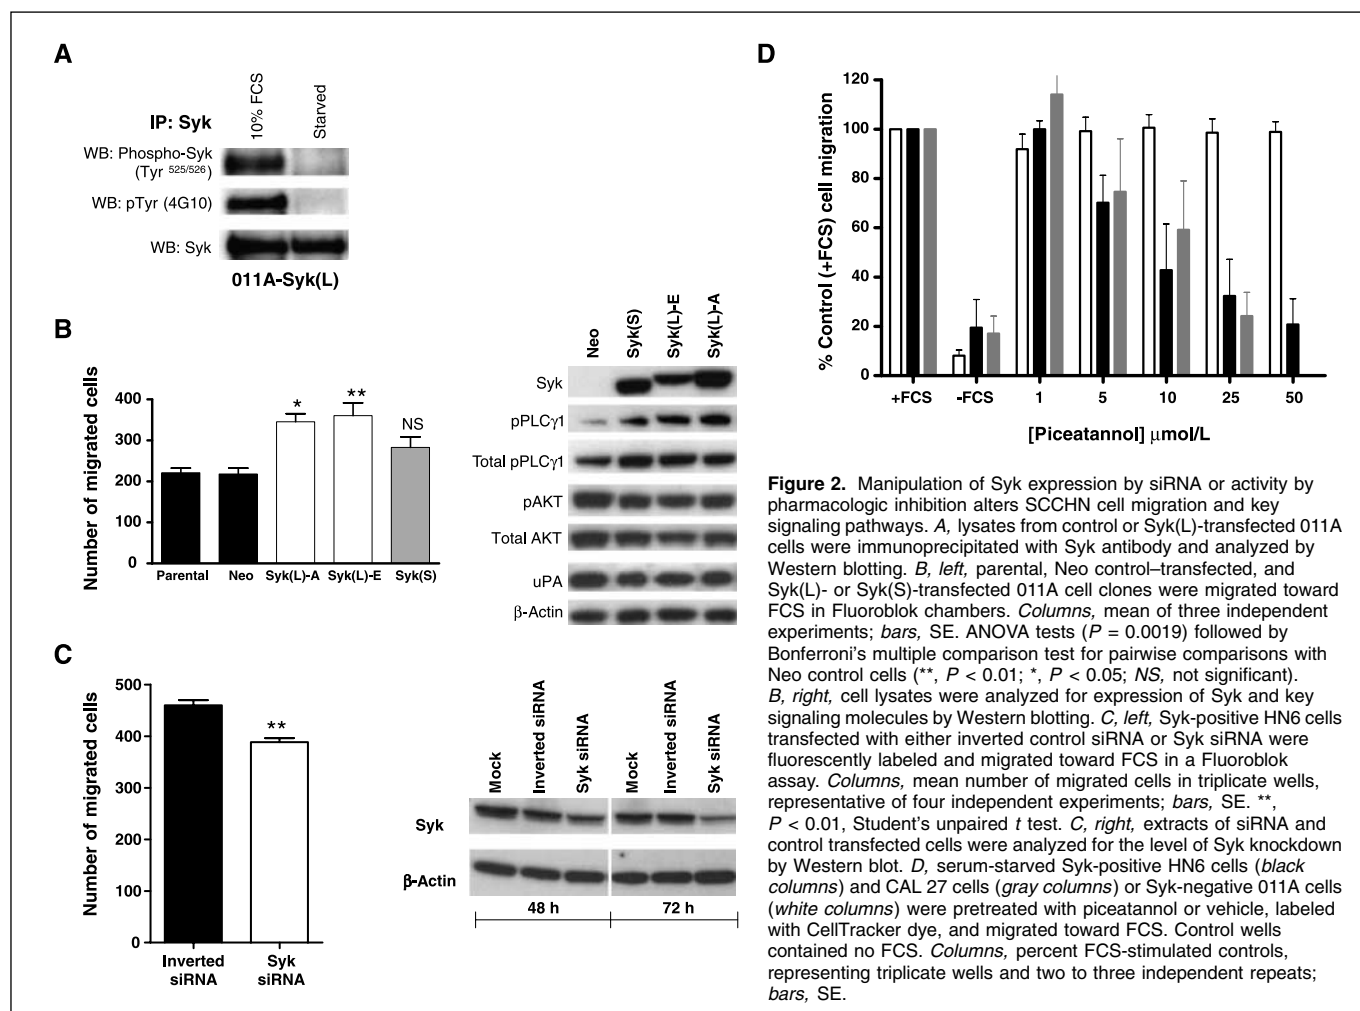 A
10% FCS
Starved
IP: Syk
WB: Phospho-Syk
(Tyr 525/526)
WB: pTyr (4G10)
WB: Syk
011A-Syk(L)
B
Number of migrated cells
400
300
200
100
0
*
**
NS
Parental
Neo
Syk(L)-A
Syk(L)-E
Syk(S)
Neo
Syk(S)
Syk(L)-E
Syk(L)-A
Syk
pPLCγ1
Total pPLCγ1
pAKT
Total AKT
uPA
β-Actin
C
Number of migrated cells
500
400
300
200
100
0
**
Inverted
siRNA
Syk
siRNA
Mock
Inverted siRNA
Syk siRNA
Mock
Inverted siRNA
Syk siRNA
Syk
β-Actin
48 h
72 h
D
% Control (+FCS) cell migration
120
100
80
60
40
20
0
+FCS
-FCS
1
5
10
25
50
[Piceatannol] μmol/L
Figure 2. Manipulation of Syk expression by siRNA or activity by
pharmacologic inhibition alters SCCHN cell migration and key
signaling pathways. A, lysates from control or Syk(L)-transfected 011A
cells were immunoprecipitated with Syk antibody and analyzed by
Western blotting. B, left, parental, Neo control–transfected, and
Syk(L)- or Syk(S)-transfected 011A cell clones were migrated toward
FCS in Fluoroblok chambers. Columns, mean of three independent
experiments; bars, SE. ANOVA tests (P = 0.0019) followed by
Bonferroni's multiple comparison test for pairwise comparisons with
Neo control cells (**, P < 0.01; *, P < 0.05; NS, not significant).
B, right, cell lysates were analyzed for expression of Syk and key
signaling molecules by Western blotting. C, left, Syk-positive HN6 cells
transfected with either inverted control siRNA or Syk siRNA were
fluorescently labeled and migrated toward FCS in a Fluoroblok
assay. Columns, mean number of migrated cells in triplicate wells,
representative of four independent experiments; bars, SE. **,
P < 0.01, Student's unpaired t test. C, right, extracts of siRNA and
control transfected cells were analyzed for the level of Syk knockdown
by Western blot. D, serum-starved Syk-positive HN6 cells (black
columns) and CAL 27 cells (gray columns) or Syk-negative 011A cells
(white columns) were pretreated with piceatannol or vehicle, labeled
with CellTracker dye, and migrated toward FCS. Control wells
contained no FCS. Columns, percent FCS-stimulated controls,
representing triplicate wells and two to three independent repeats;
bars, SE.